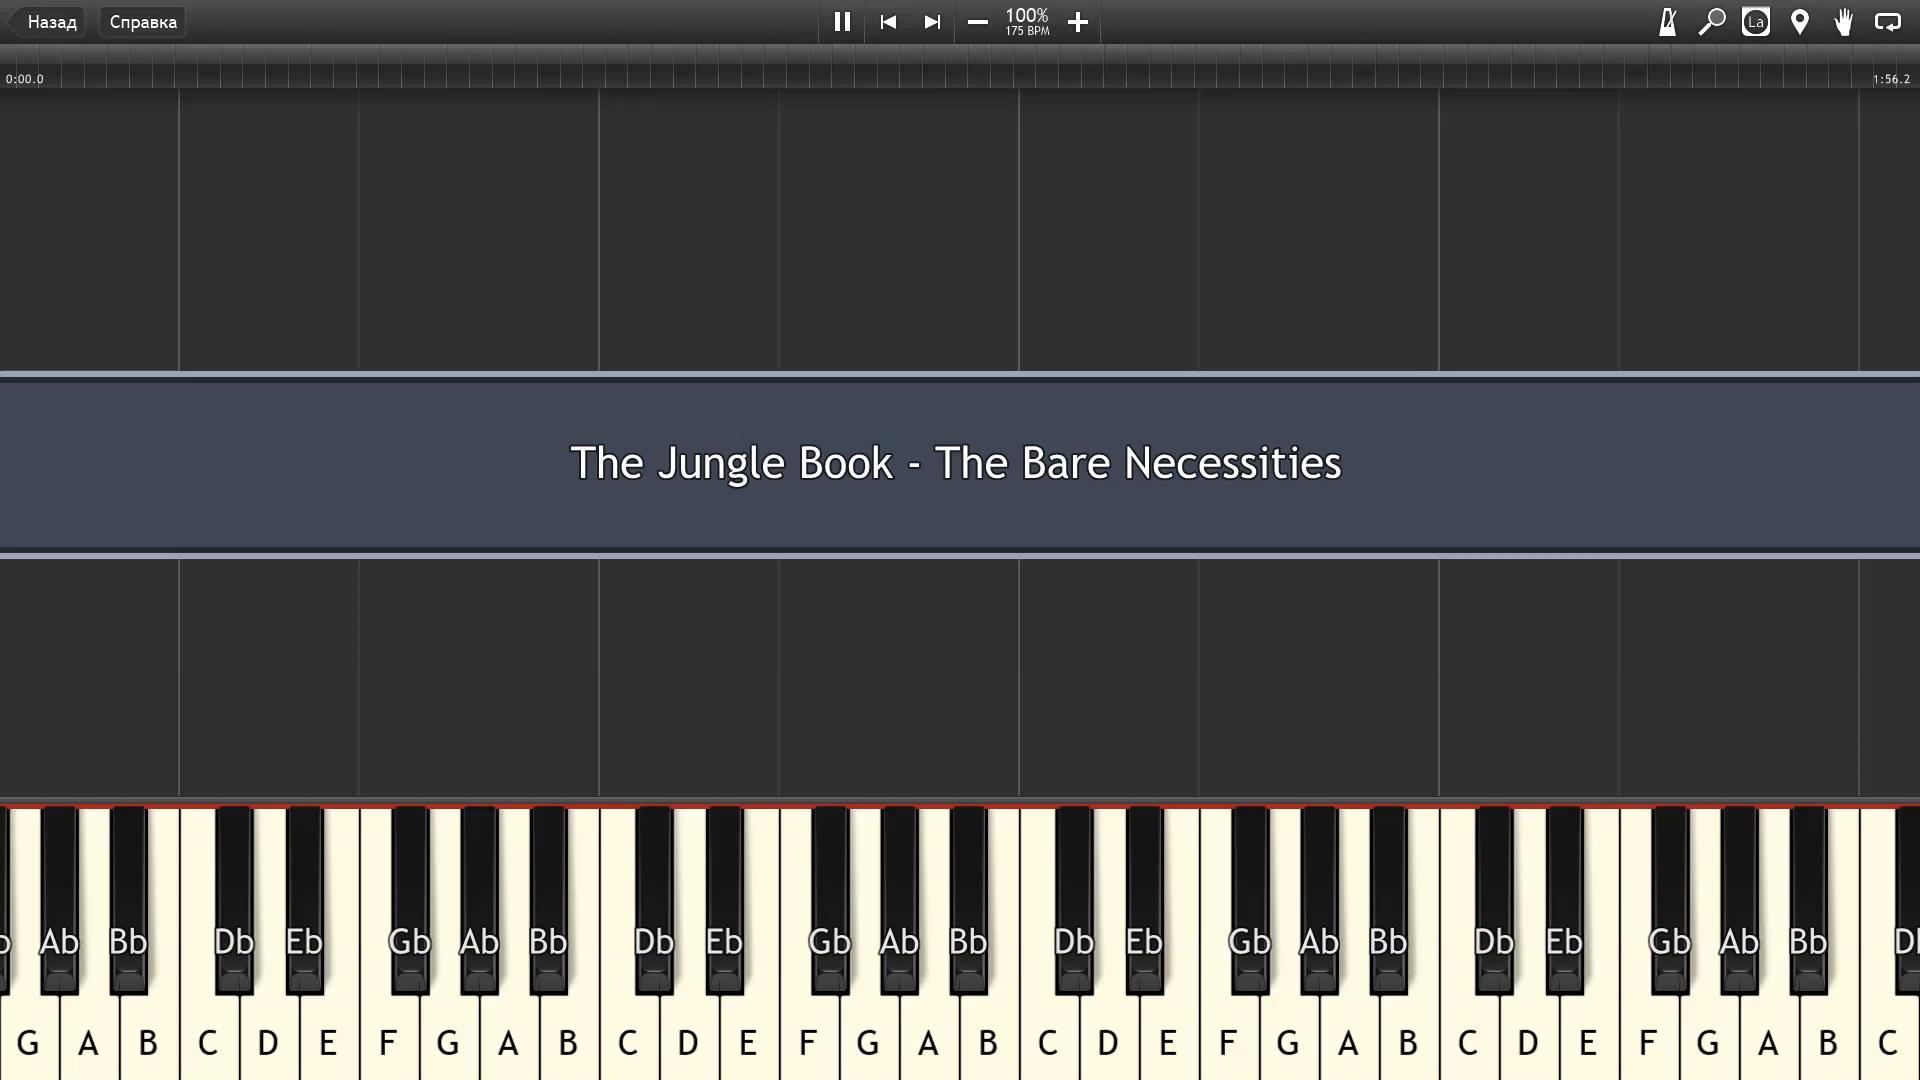 Назад Справка 100% La
175 BPM
0:00.0 1:56.2
The Jungle Book - The Bare Necessities
Ab Bb Db Eb Gb Ab Bb Db Eb Gb Ab Bb Db Eb Gb Ab Bb Db Eb Gb Ab Bb
G A B C D E F G A B C D E F G A B C D E F G A B C D E F G A B C